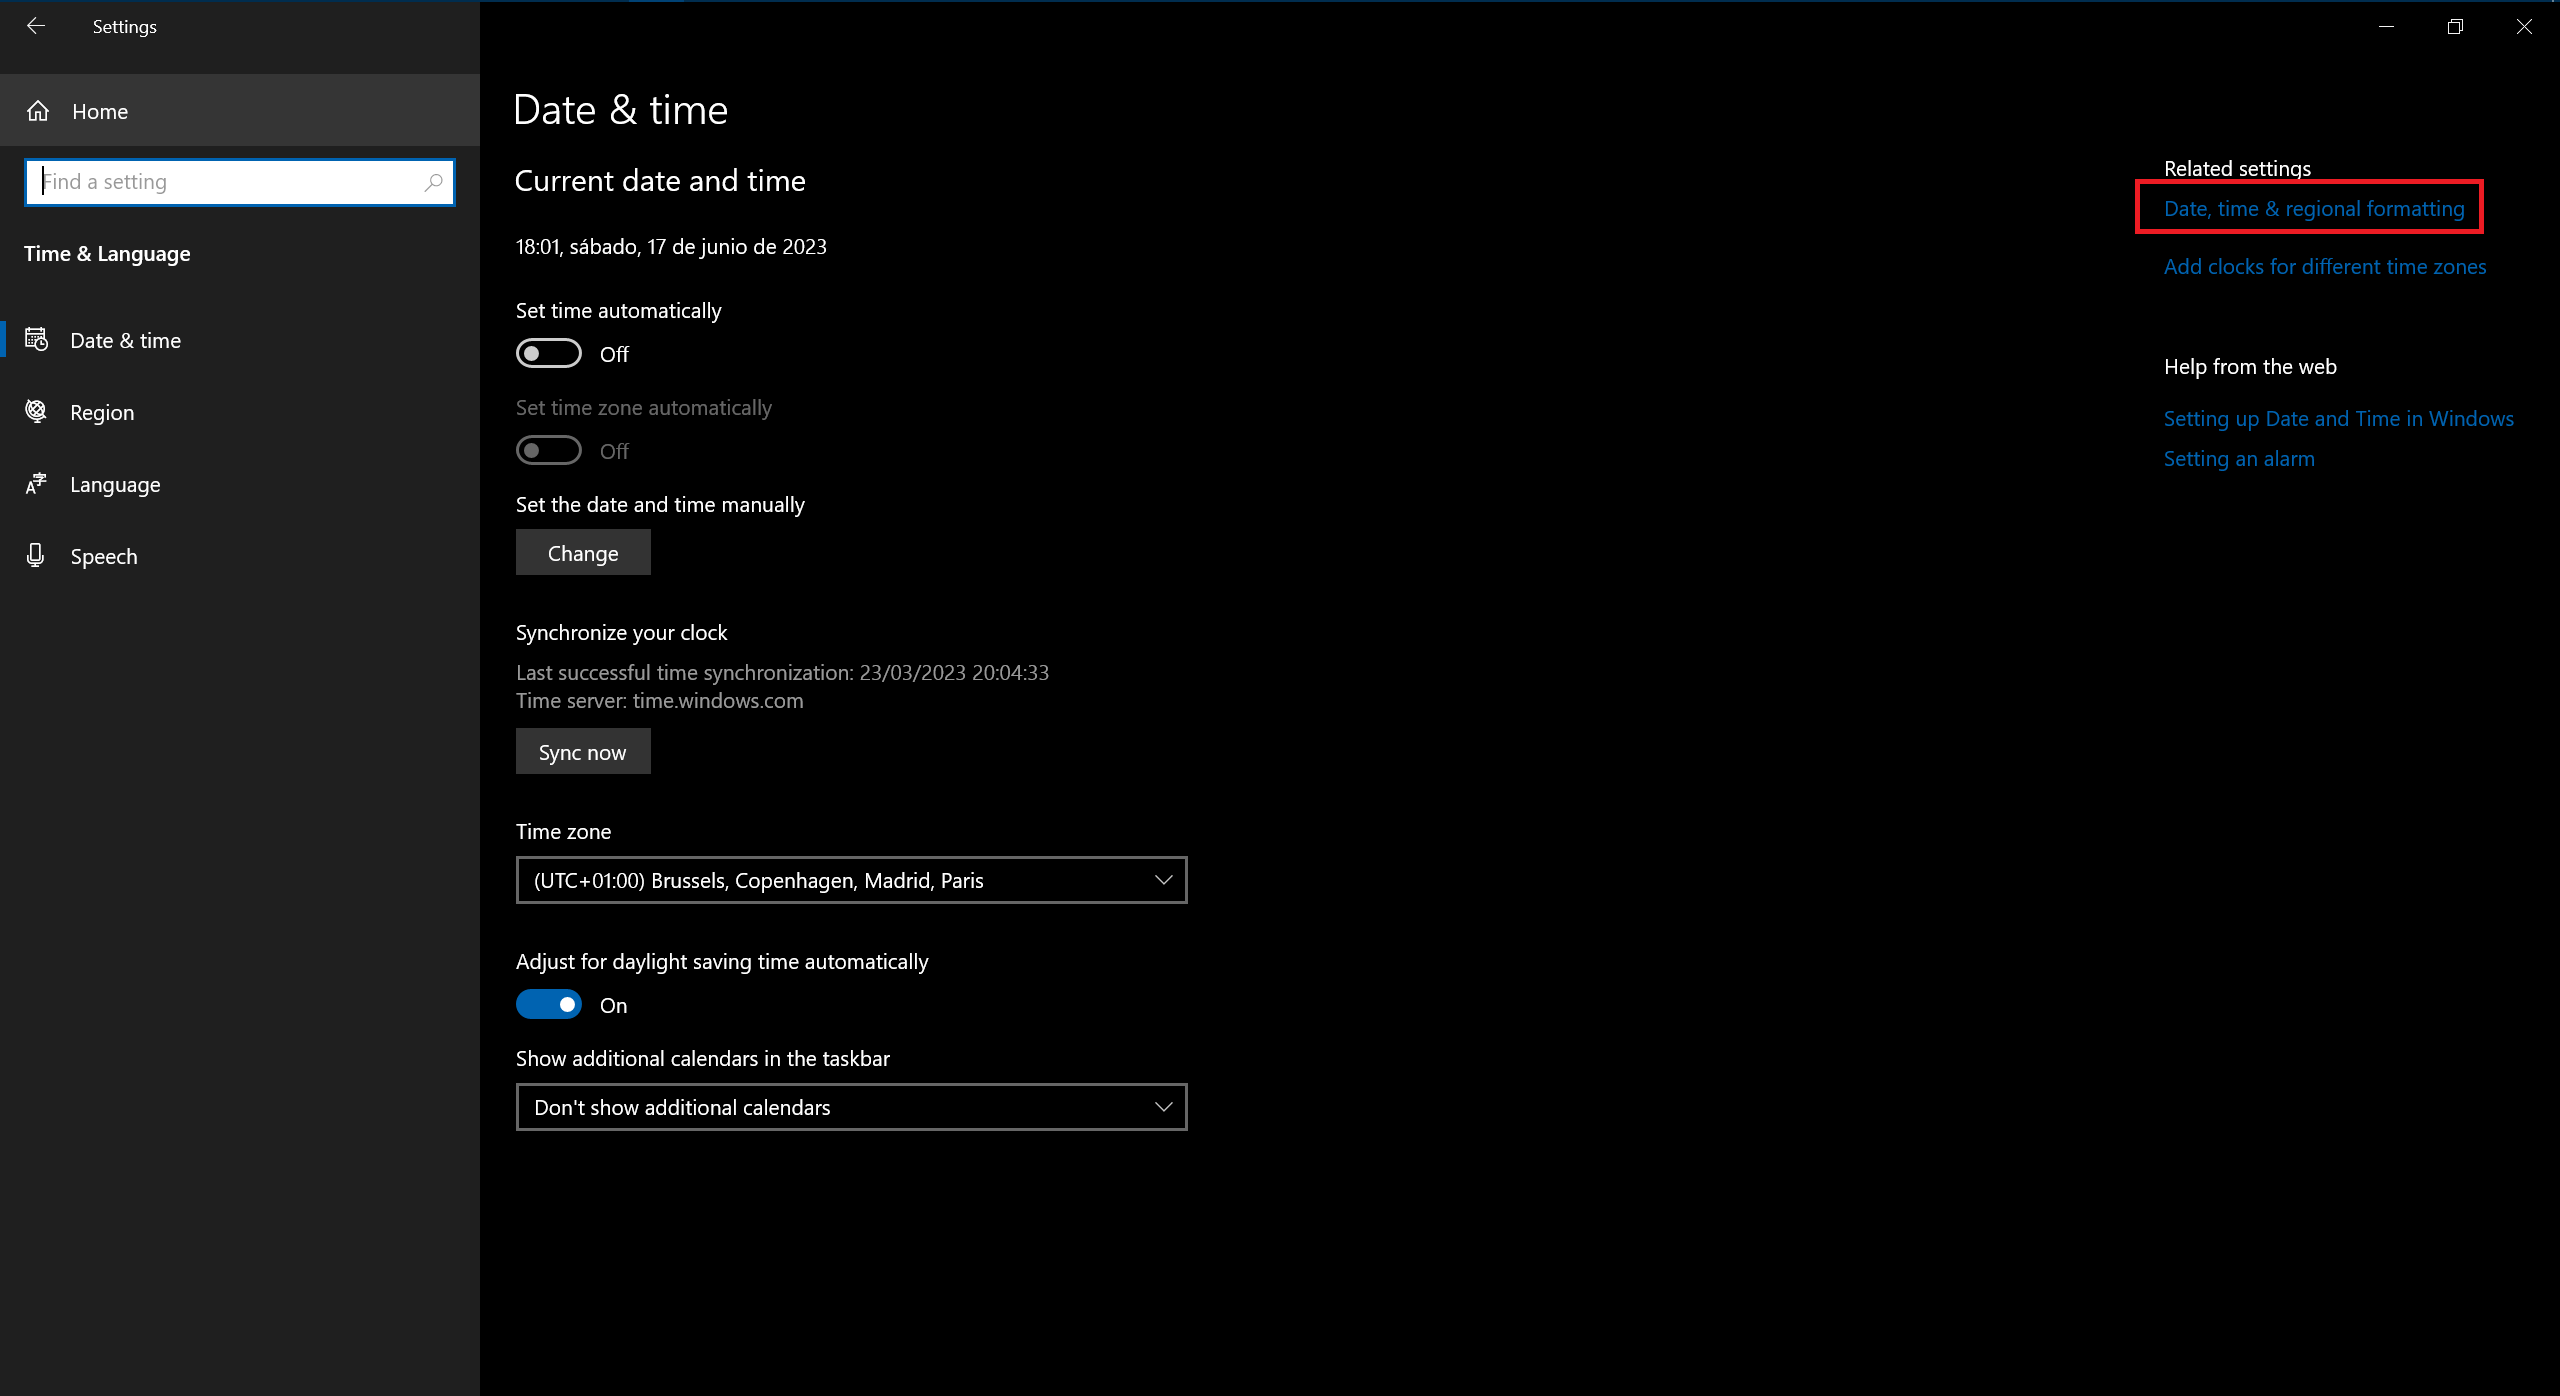 Settings
Home
Find a setting
Time & Language
Date & time
Region
Language
Speech
Date & time
Current date and time
18:01, sábado, 17 de junio de 2023
Set time automatically
Off
Set time zone automatically
Off
Set the date and time manually
Change
Synchronize your clock
Last successful time synchronization: 23/03/2023 20:04:33
Time server: time.windows.com
Sync now
Time zone
(UTC+01:00) Brussels, Copenhagen, Madrid, Paris
Adjust for daylight saving time automatically
On
Show additional calendars in the taskbar
Don't show additional calendars
Related settings
Date, time & regional formatting
Add clocks for different time zones
Help from the web
Setting up Date and Time in Windows
Setting an alarm